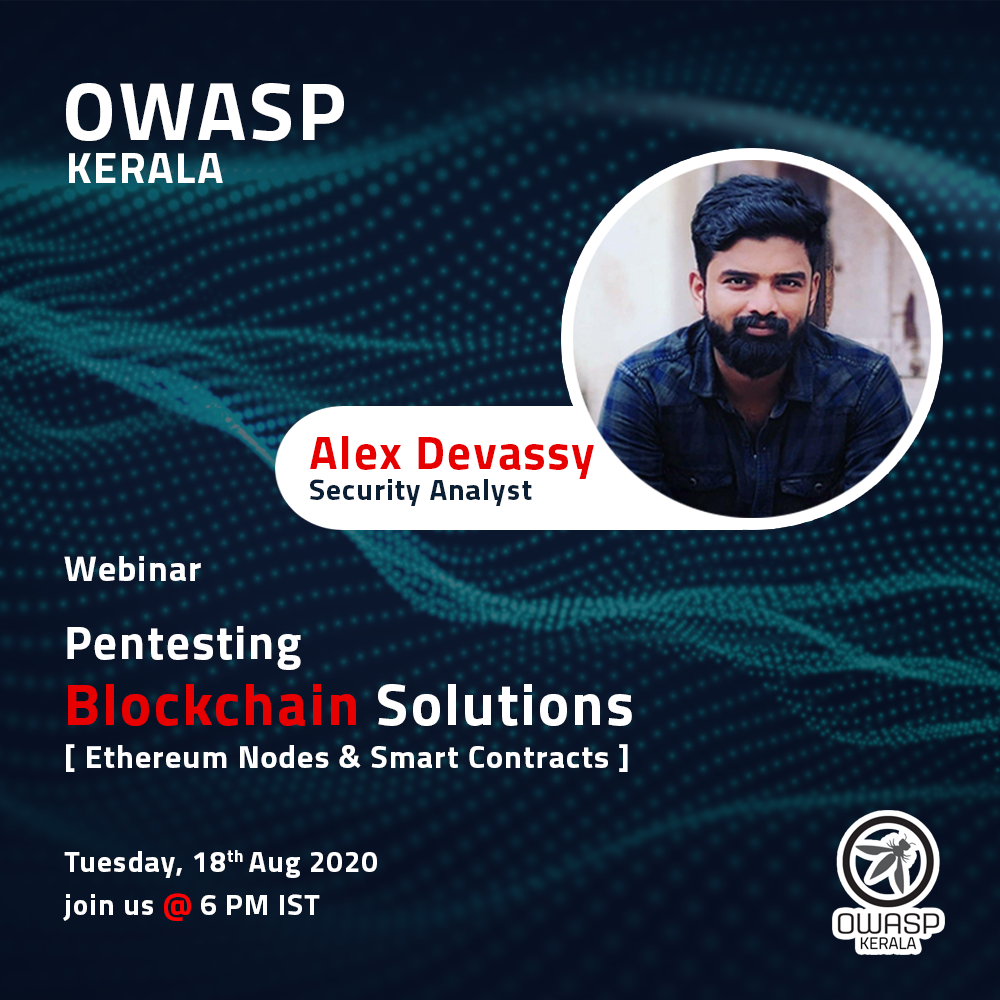 OWASP
KERALA
Alex Devassy
Security Analyst
Webinar
Pentesting
Blockchain Solutions
[ Ethereum Nodes & Smart Contracts ]
Tuesday, 18th Aug 2020
join us @ 6 PM IST
OWASP
KERALA